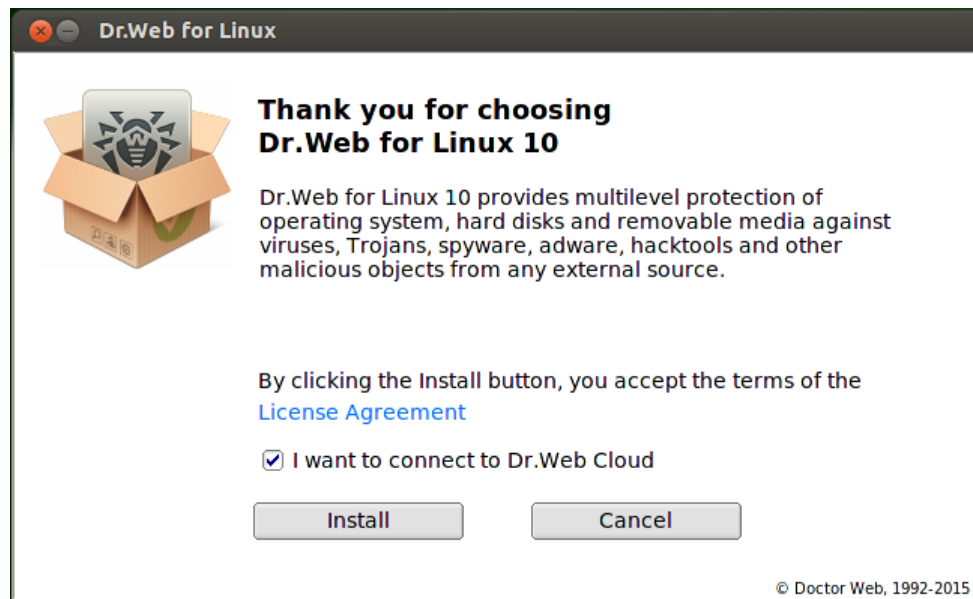 Dr.Web for Linux
Thank you for choosing
Dr.Web for Linux 10
Dr.Web for Linux 10 provides multilevel protection of
operating system, hard disks and removable media against
viruses, Trojans, spyware, adware, hacktools and other
malicious objects from any external source.
By clicking the Install button, you accept the terms of the
License Agreement
I want to connect to Dr.Web Cloud
Install
Cancel
© Doctor Web, 1992-2015